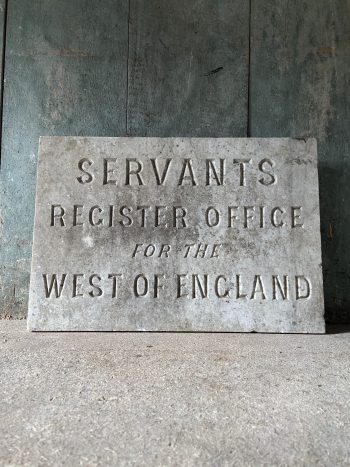 SERVANTS
REGISTER OFFICE
FOR THE
WEST OF ENGLAND